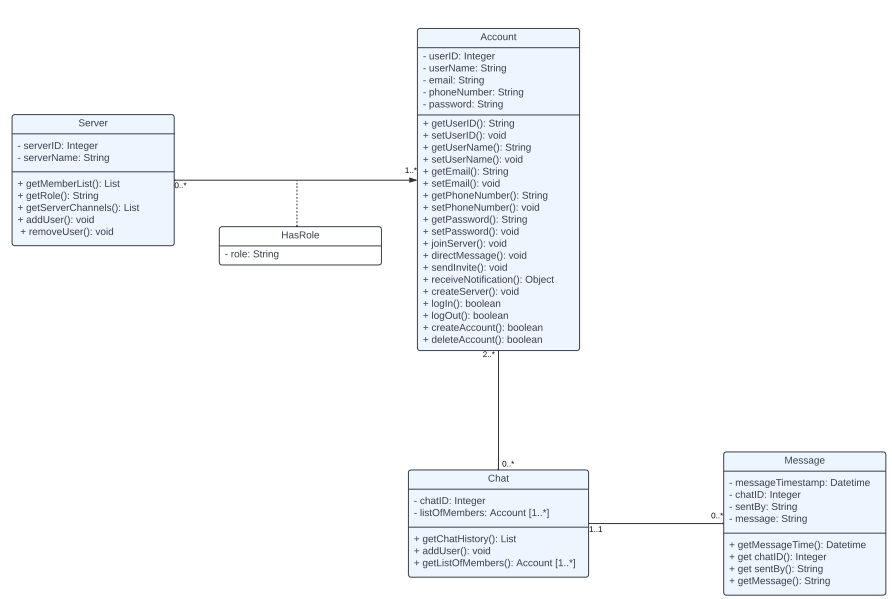 Account
- userID: Integer
- userName: String
- email: String
- phoneNumber: String
- password: String
+ getUserID(): String
+ setUserID(): void
+ getUserName(): String
+ setUserName(): void
+ getEmail(): String
+ setEmail(): void
+ getPhoneNumber(): String
+ setPhoneNumber(): void
+ getPassword(): String
+ setPassword(): void
+ joinServer(): void
+ directMessage(): void
+ sendInvite(): void
+ receiveNotification(): Object
+ createServer(): void
+ logIn(): boolean
+ logOut(): boolean
+ createAccount(): boolean
+ deleteAccount(): boolean
Server
- serverID: Integer
- serverName: String
+ getMemberList(): List
+ getRole(): String
+ getServerChannels(): List
+ addUser(): void
+ removeUser(): void
0..*
1..*
HasRole
- role: String
2..*
0..*
Chat
- chatID: Integer
- listOfMembers: Account [1..*]
+ getChatHistory(): List
+ addUser(): void
+ getListOfMembers(): Account [1..*]
1..1
0..*
Message
- messageTimestamp: Datetime
- chatID: Integer
- sentBy: String
- message: String
+ getMessageTime(): Datetime
+ get chatID(): Integer
+ get sentBy(): String
+ getMessage(): String